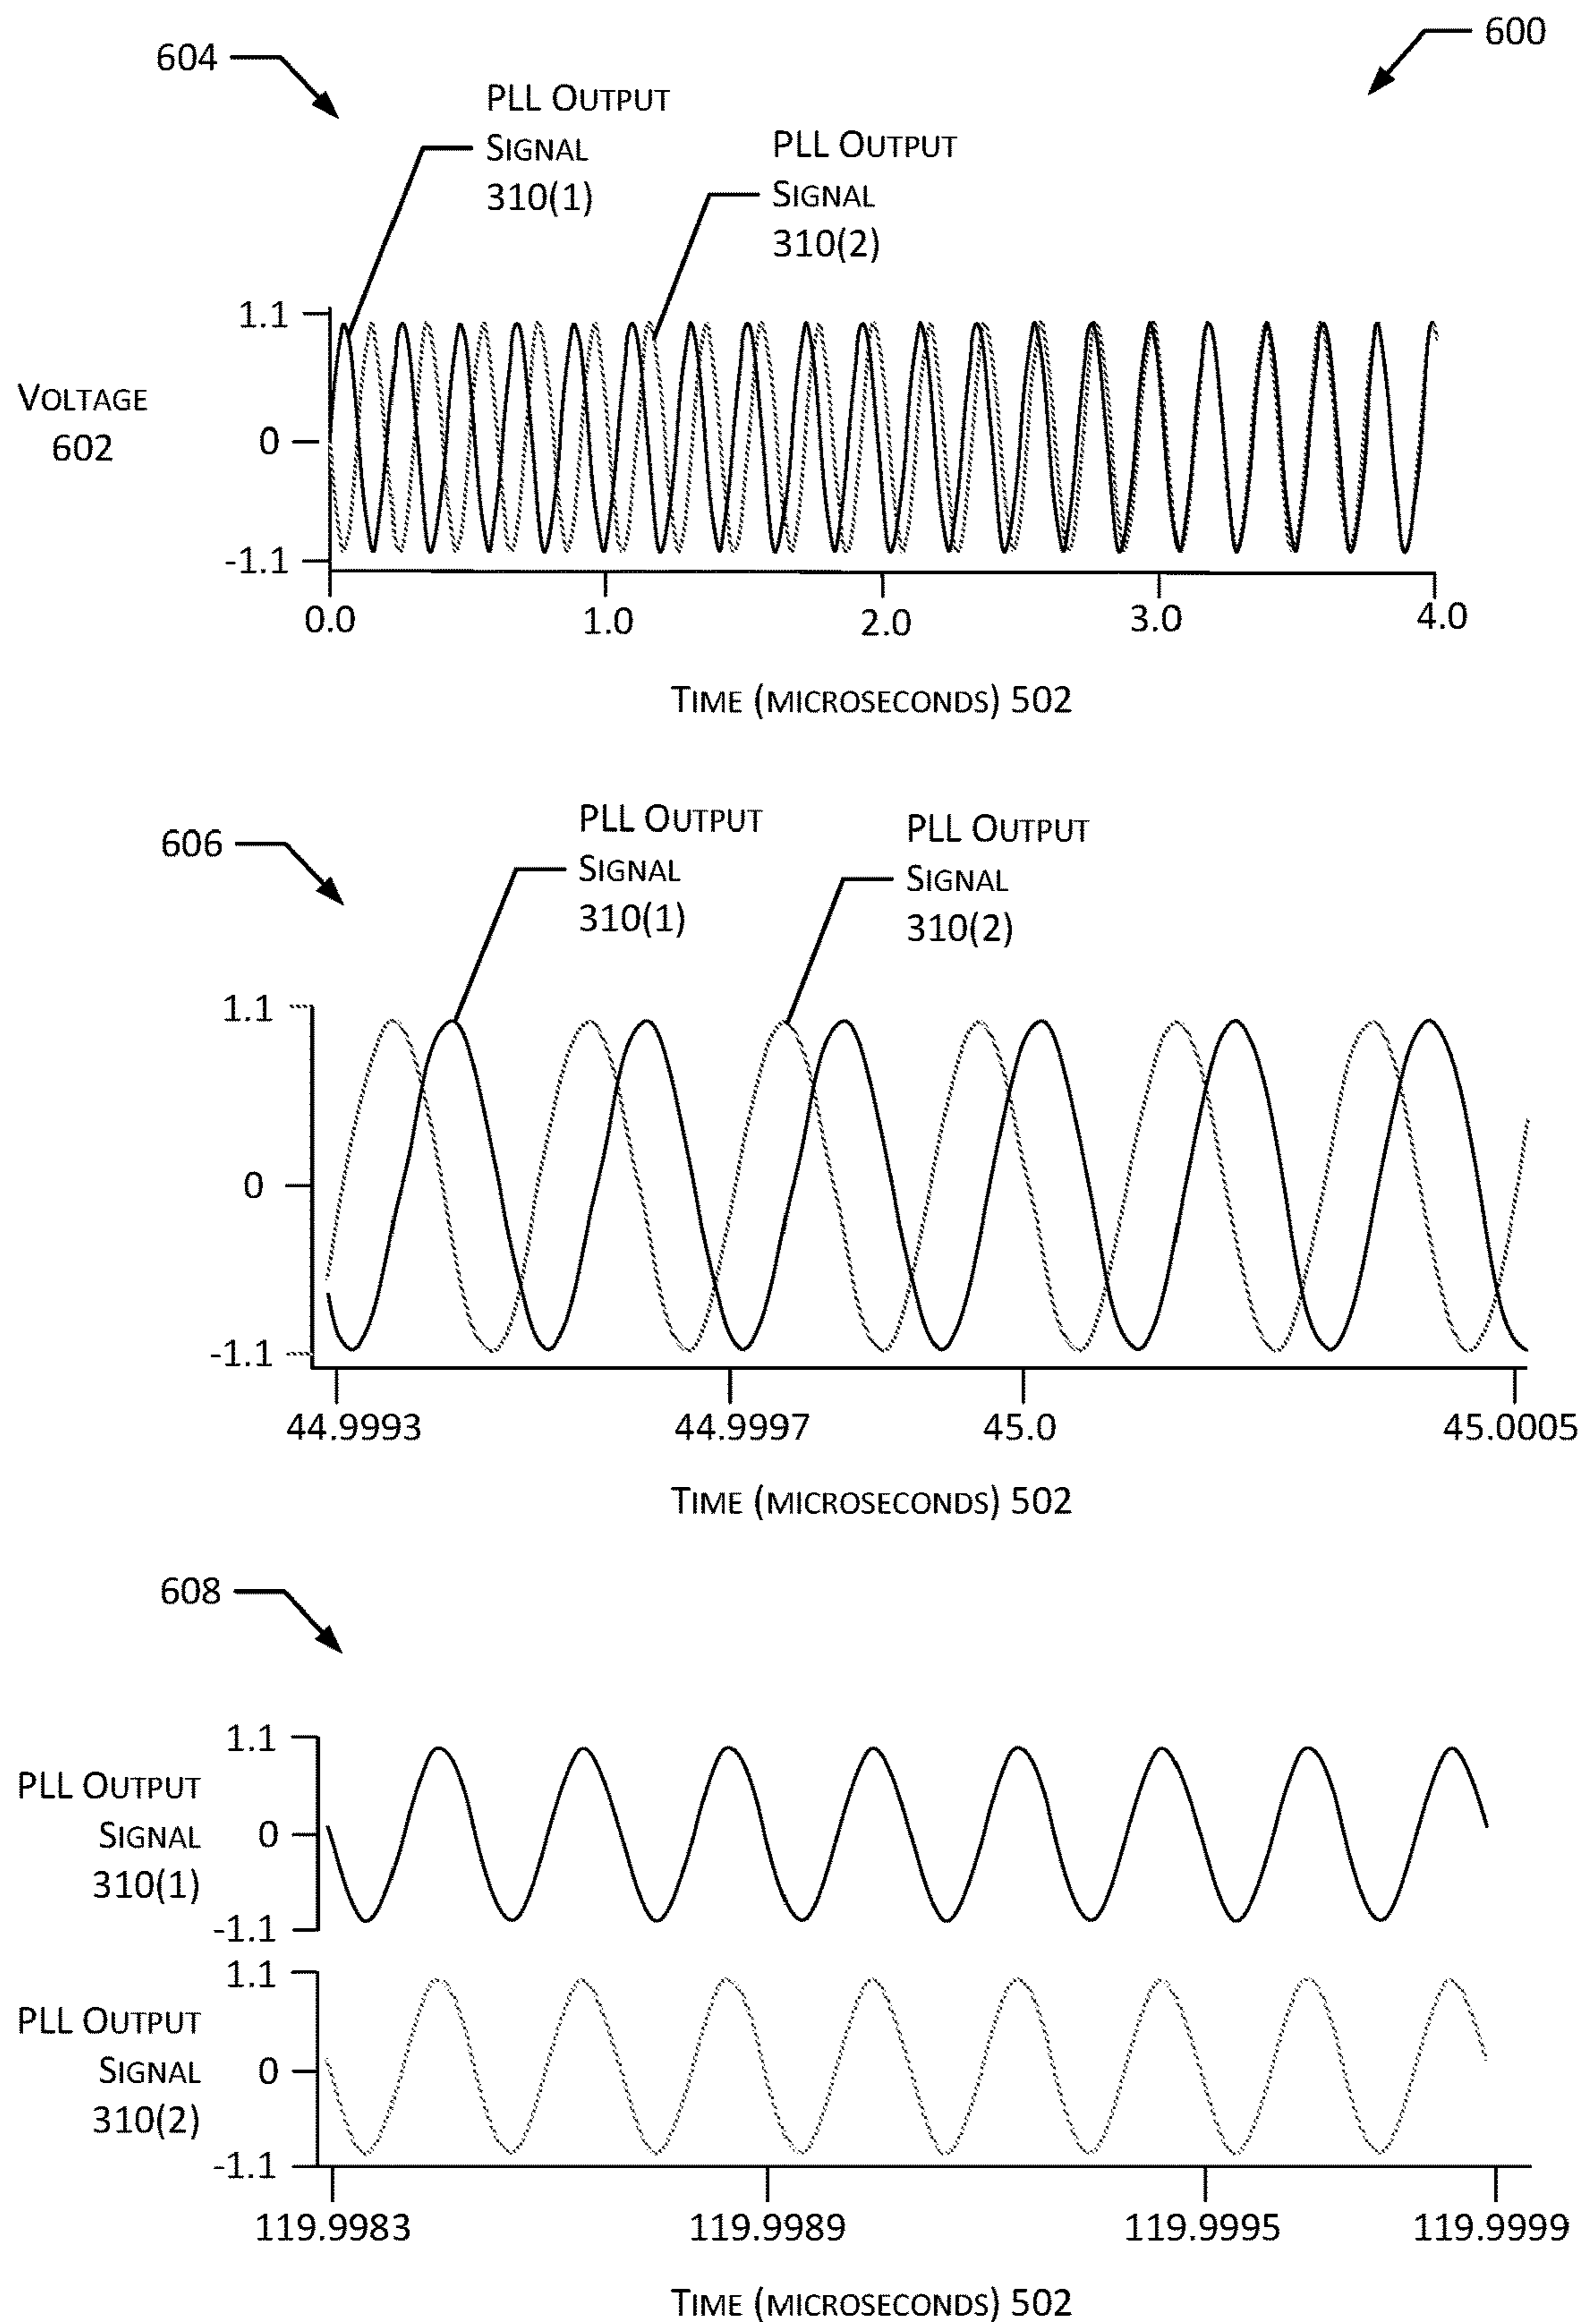 604
600
PLL OUTPUT
SIGNAL
310(1)
PLL OUTPUT
SIGNAL
310(2)
1.1
VOLTAGE
602
0
-1.1
0.0 1.0 2.0 3.0 4.0
TIME (MICROSECONDS) 502
606
PLL OUTPUT
SIGNAL
310(1)
PLL OUTPUT
SIGNAL
310(2)
1.1
0
-1.1
44.9993 44.9997 45.0 45.0005
TIME (MICROSECONDS) 502
608
1.1
PLL OUTPUT
SIGNAL
310(1)
0
-1.1
1.1
PLL OUTPUT
SIGNAL
310(2)
0
-1.1
119.9983 119.9989 119.9995 119.9999
TIME (MICROSECONDS) 502